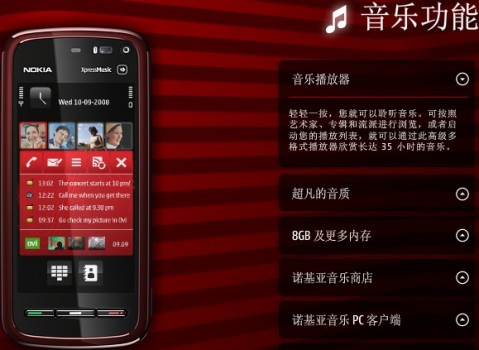 音乐功能
NOKIA
XpressMusic
Wed 10-09-2008
13:02 The concert starts at 10 pm!
12:22 Call me when you get there
12:02 She called at 9.30 pm
09:57 Go check my picture in Ovi
ovi
09.09
音乐播放器
轻轻一按，您就可以聆听音乐。可按照
艺术家、专辑和流派进行浏览，或者启
动您的播放列表，就可以通过此高级多
格式播放器欣赏长达 35 小时的音乐。
超凡的音质
8GB 及更多内存
诺基亚音乐商店
诺基亚音乐 PC 客户端